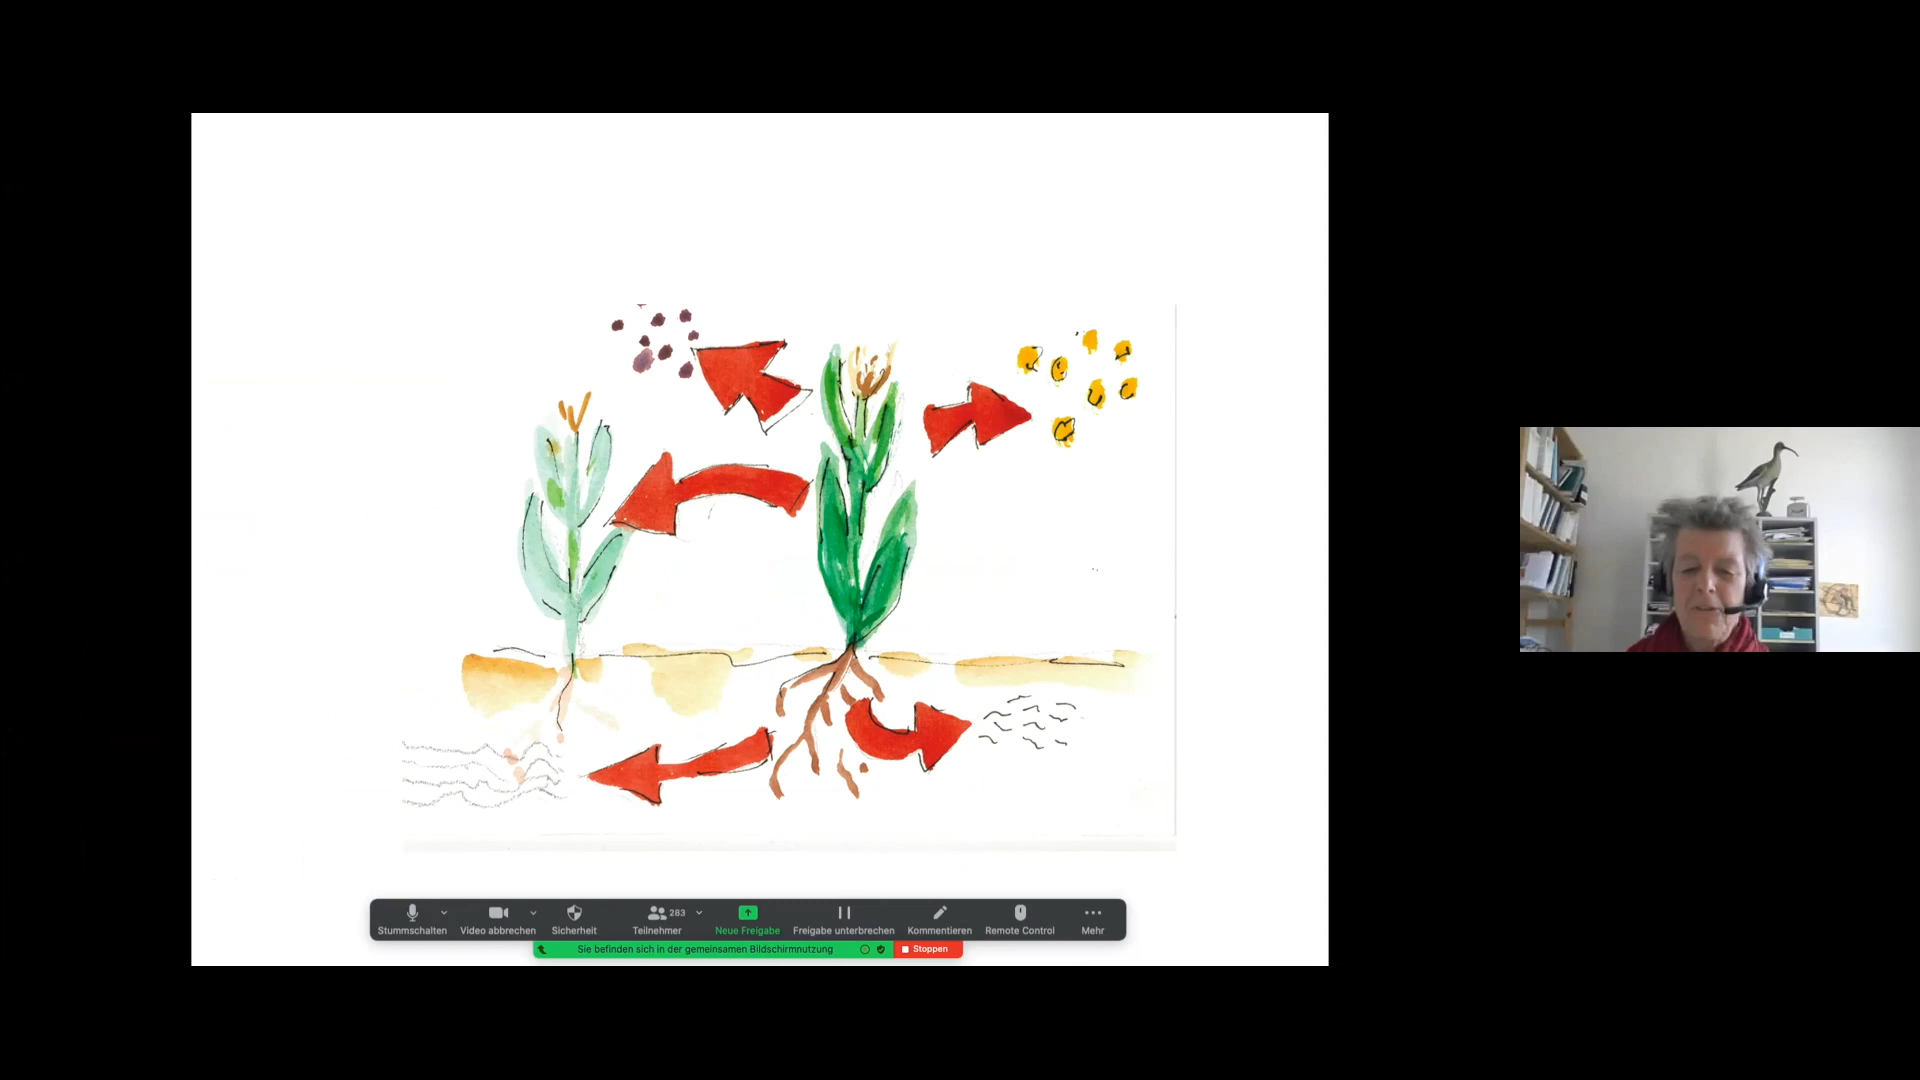 283
Stummschalten Video abbrechen Sicherheit Teilnehmer Neue Freigabe Freigabe unterbrechen Kommentieren Remote Control Mehr
Sie befinden sich in der gemeinsamen Bildschirmnutzung Stoppen